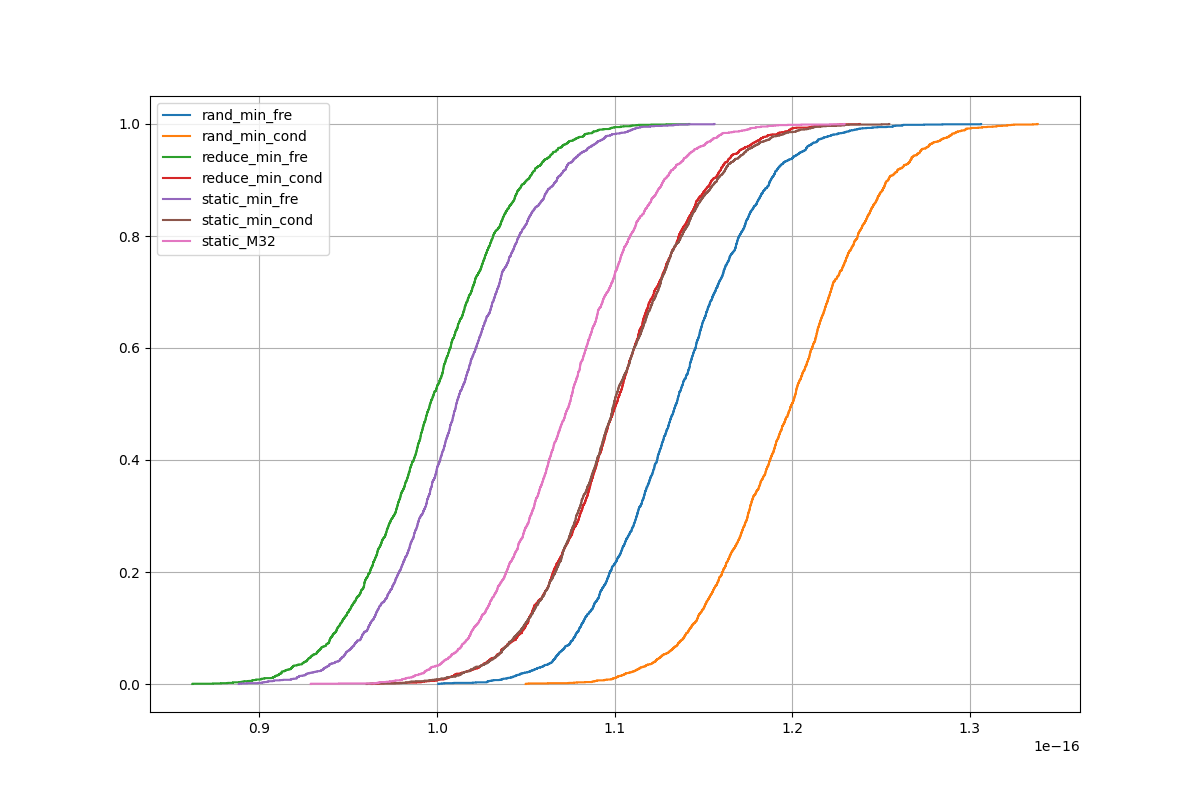 rand_min_fre
rand_min_cond
reduce_min_fre
reduce_min_cond
static_min_fre
static_min_cond
static_M32
1.0
0.8
0.6
0.4
0.2
0.0
0.9 1.0 1.1 1.2 1.3
1e−16